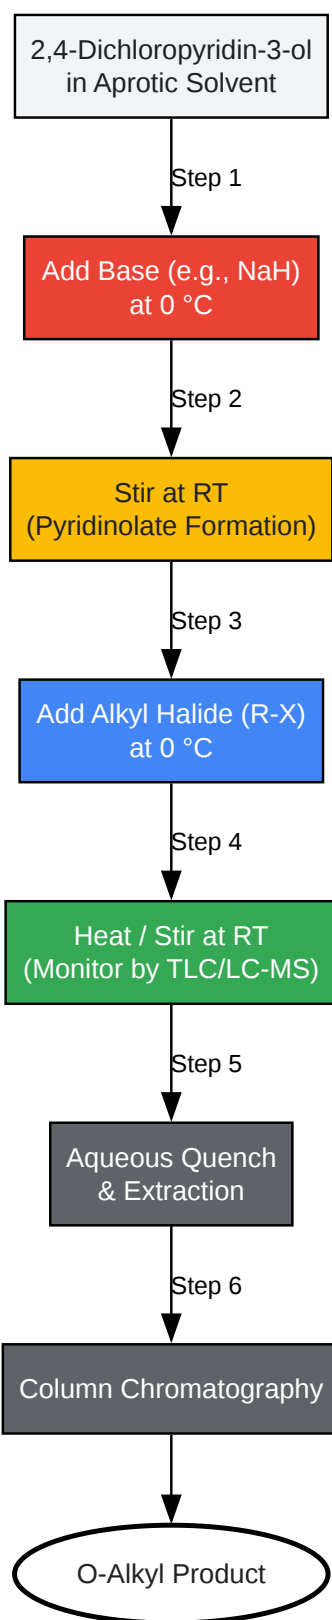 2,4-Dichloropyridin-3-ol
in Aprotic Solvent
Step 1
Add Base (e.g., NaH)
at 0 °C
Step 2
Stir at RT
(Pyridinolate Formation)
Step 3
Add Alkyl Halide (R-X)
at 0 °C
Step 4
Heat / Stir at RT
(Monitor by TLC/LC-MS)
Step 5
Aqueous Quench
& Extraction
Step 6
Column Chromatography
O-Alkyl Product